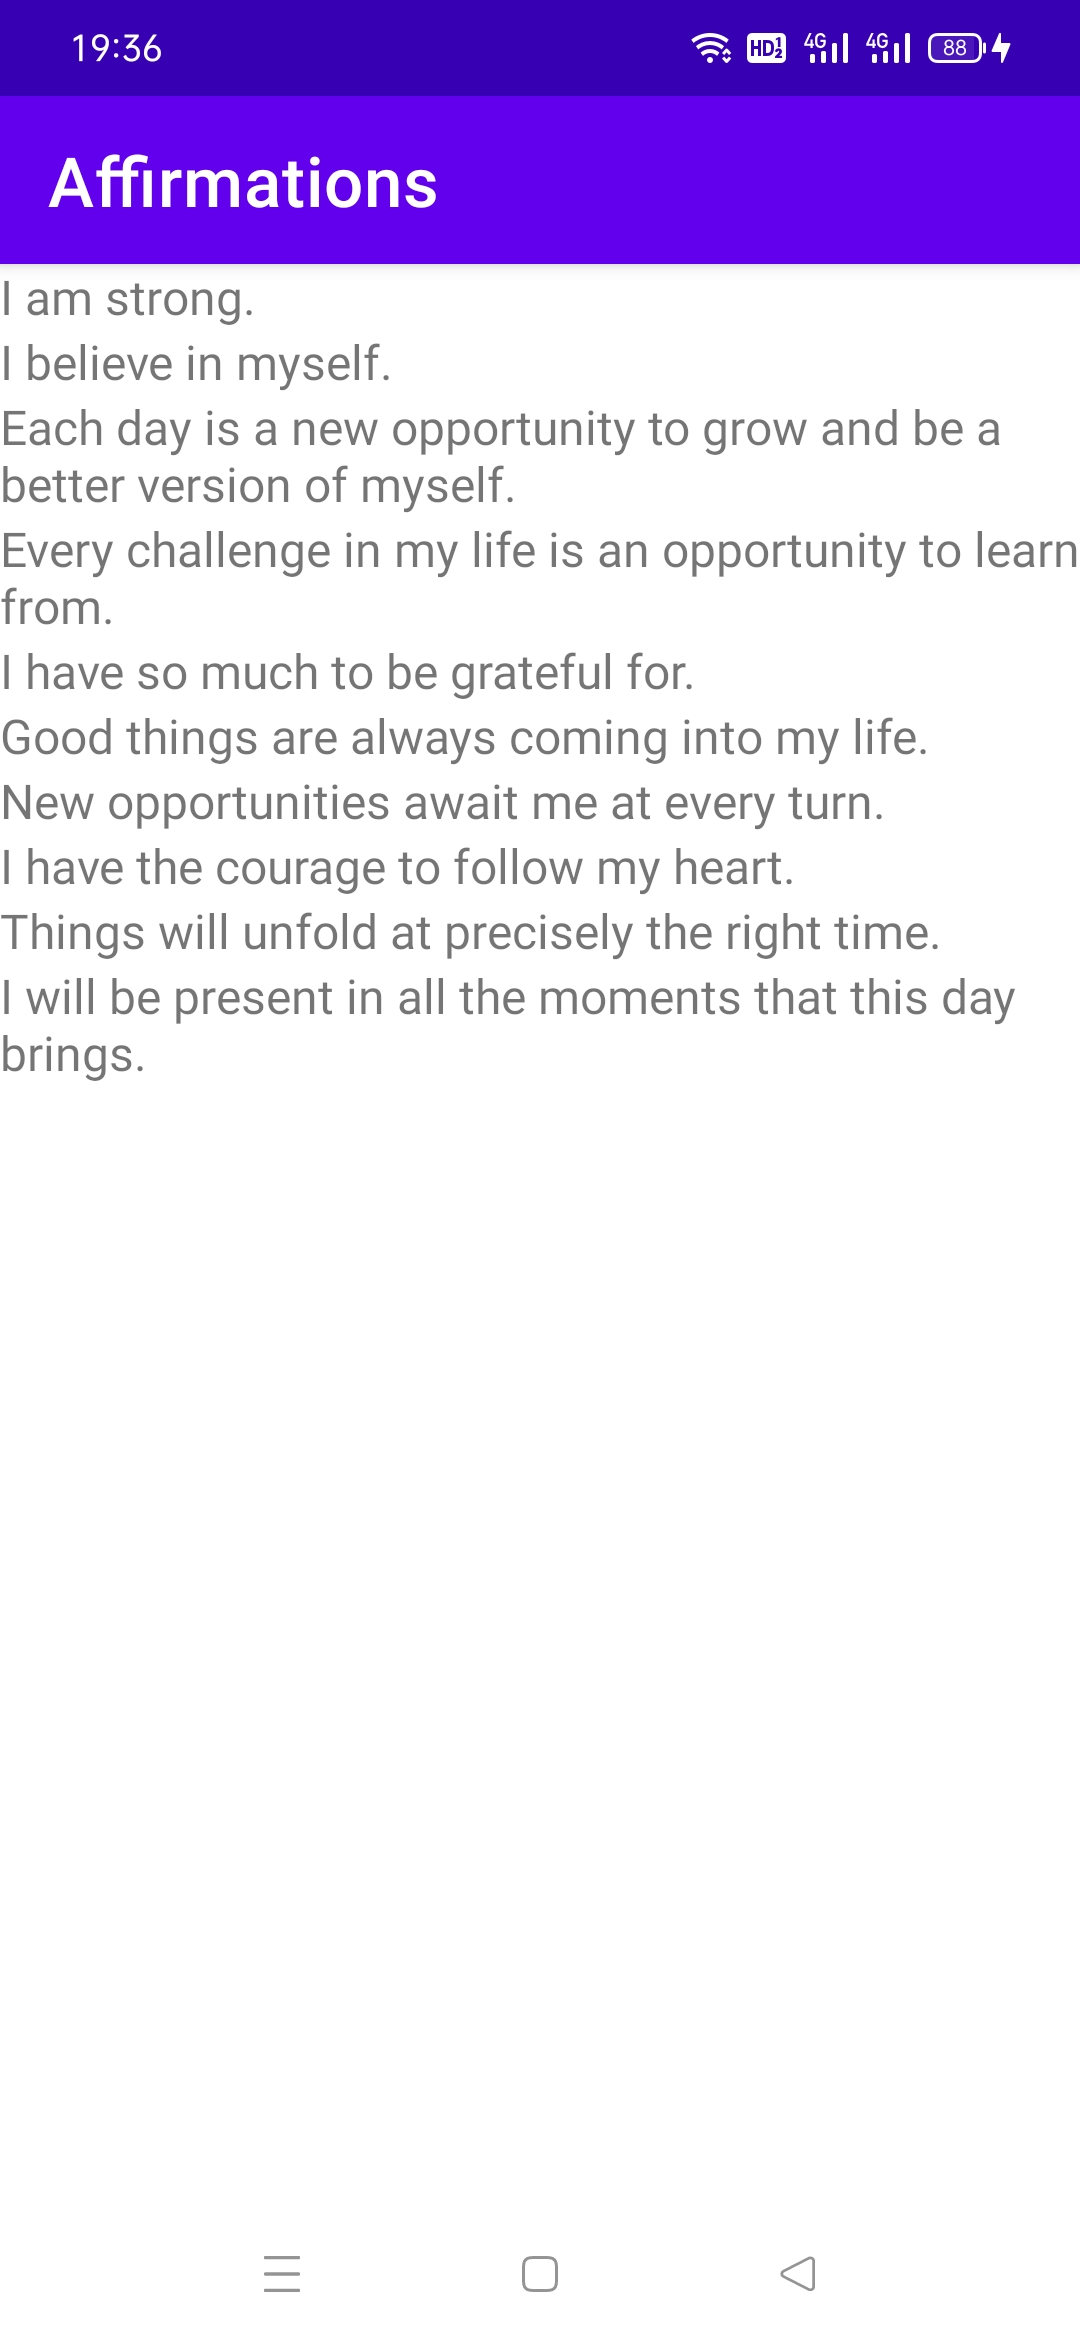 19:36
HD 1 2 4G 4G 88
Affirmations
I am strong.
I believe in myself.
Each day is a new opportunity to grow and be a
better version of myself.
Every challenge in my life is an opportunity to learn
from.
I have so much to be grateful for.
Good things are always coming into my life.
New opportunities await me at every turn.
I have the courage to follow my heart.
Things will unfold at precisely the right time.
I will be present in all the moments that this day
brings.